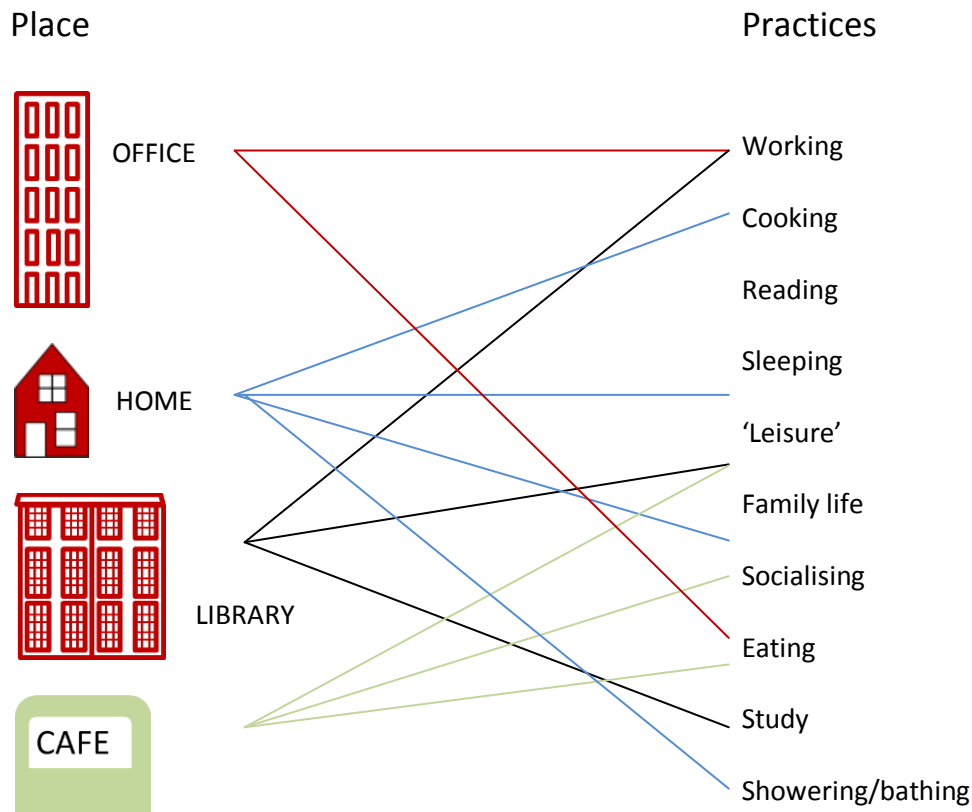 Place
Practices
OFFICE
HOME
LIBRARY
CAFE
Working
Cooking
Reading
Sleeping
‘Leisure’
Family life
Socialising
Eating
Study
Showering/bathing